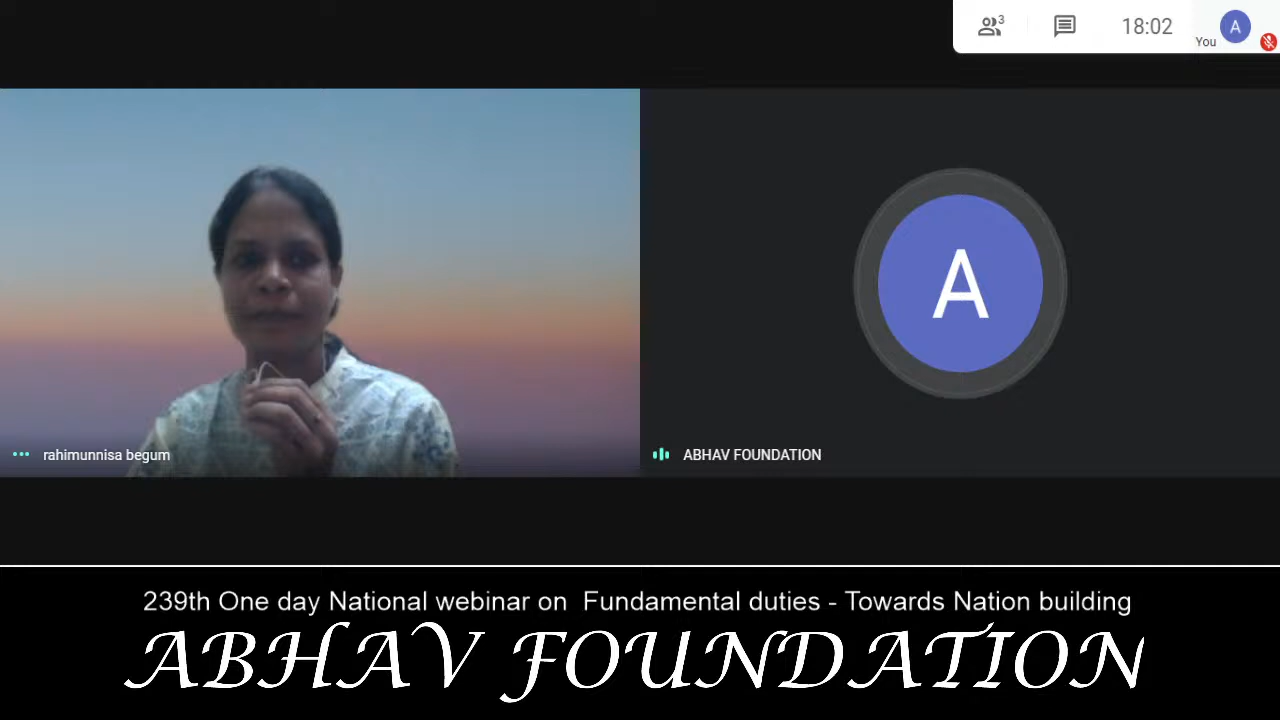 3
18:02
You
A
A
rahimunnisa begum
ABHAV FOUNDATION
239th One day National webinar on  Fundamental duties - Towards Nation building
ABHAV FOUNDATION